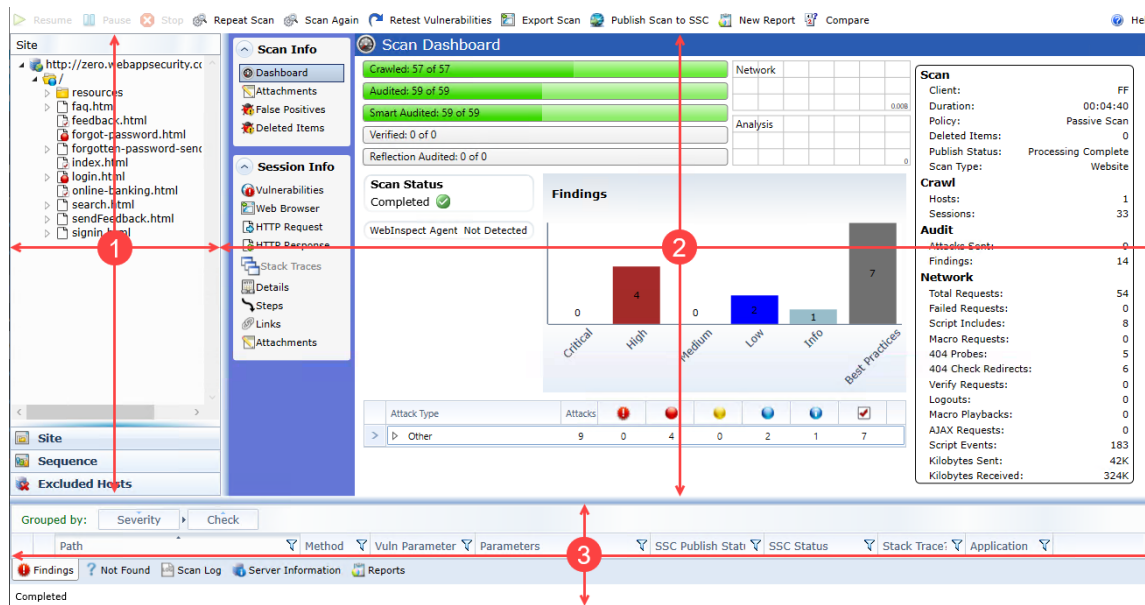 Resume Pause Stop Repeat Scan Scan Again Retest Vulnerabilities Export Scan Publish Scan to SSC New Report Compare Hel
Site
http://zero.webappsecurity.cc
/
resources
faq.html
feedback.html
forgot-password.html
forgotten-password-send
index.html
login.html
online-banking.html
search.html
sendFeedback.html
signin.html
1
Site
Sequence
Excluded Hosts
Scan Info
Dashboard
Attachments
False Positives
Deleted Items
Session Info
Vulnerabilities
Web Browser
HTTP Request
HTTP Response
Stack Traces
Details
Steps
Links
Attachments
Scan Dashboard
Crawled: 57 of 57
Audited: 59 of 59
Smart Audited: 59 of 59
Verified: 0 of 0
Reflection Audited: 0 of 0
Network
0.00B
Analysis
0
Scan Status
Completed
WebInspect Agent Not Detected
2
Findings
0 4 0 2 1 7
Critical High Medium Low Info Best Practices
Attack Type Attacks
Other 9 0 4 0 2 1 7
Scan
Client: FF
Duration: 00:04:40
Policy: Passive Scan
Deleted Items: 0
Publish Status: Processing Complete
Scan Type: Website
Crawl
Hosts: 1
Sessions: 33
Audit
Attacks Sent: 0
Findings: 14
Network
Total Requests: 54
Failed Requests: 0
Script Includes: 8
Macro Requests: 0
404 Probes: 5
404 Check Redirects: 6
Verify Requests: 0
Logouts: 0
Macro Playbacks: 0
AJAX Requests: 0
Script Events: 183
Kilobytes Sent: 42K
Kilobytes Received: 324K
Grouped by: Severity Check
Path Method Vuln Parameter Parameters SSC Publish Stat SSC Status Stack Trace Application
3
Findings Not Found Scan Log Server Information Reports
Completed